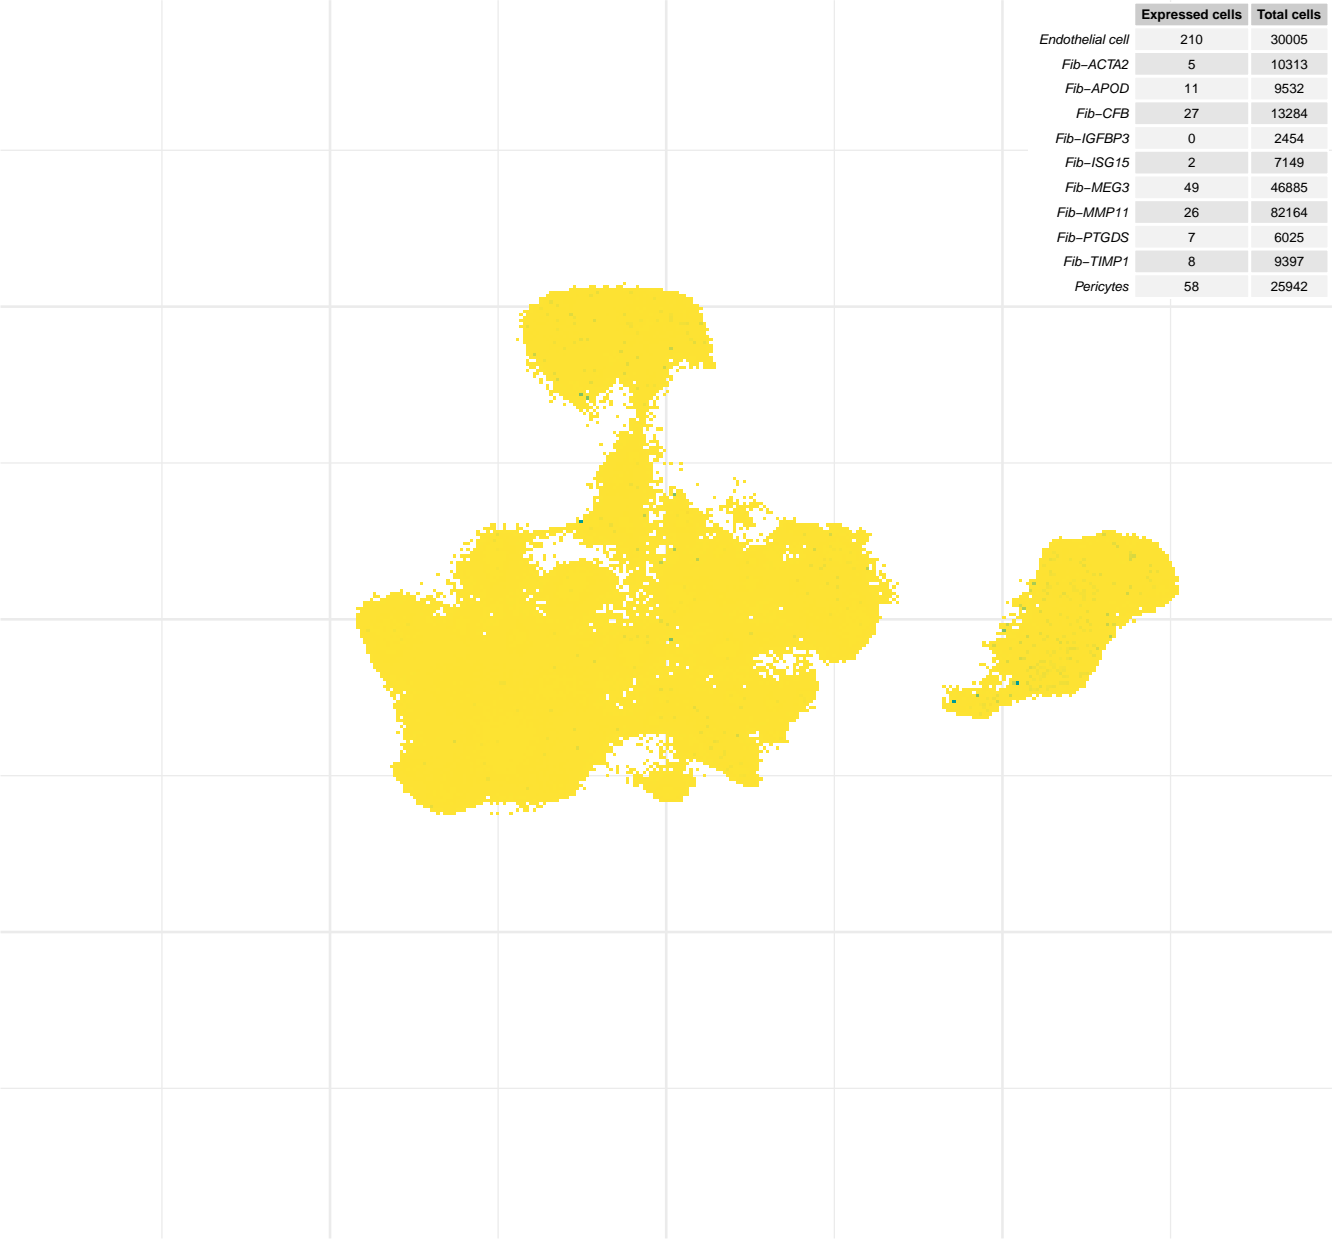 Expressed cells Total cells
Endothelial cell 210 30005
Fib−ACTA2 5 10313
Fib−APOD 11 9532
Fib−CFB 27 13284
Fib−IGFBP3 0 2454
Fib−ISG15 2 7149
Fib−MEG3 49 46885
Fib−MMP11 26 82164
Fib−PTGDS 7 6025
Fib−TIMP1 8 9397
Pericytes 58 25942